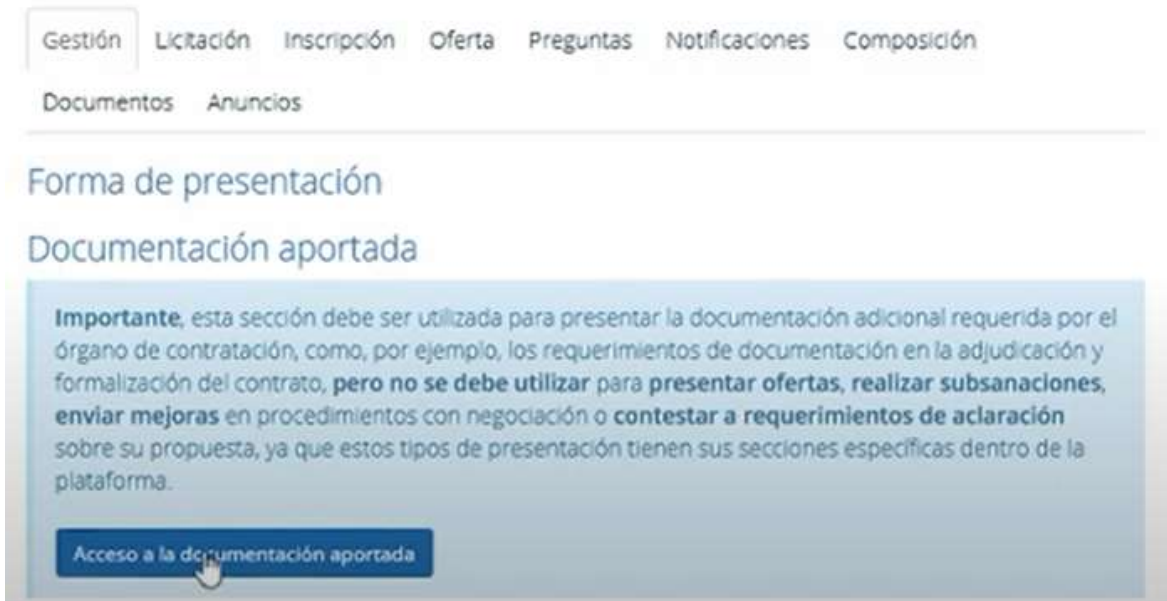 Gestión Licitación Inscripción Oferta Preguntas Notificaciones Composición
Documentos Anuncios
Forma de presentación
Documentación aportada
Importante, esta sección debe ser utilizada para presentar la documentación adicional requerida por el
órgano de contratación, como, por ejemplo, los requerimientos de documentación en la adjudicación y
formalización del contrato, pero no se debe utilizar para presentar ofertas, realizar subsanaciones,
enviar mejoras en procedimientos con negociación o contestar a requerimientos de aclaración
sobre su propuesta, ya que estos tipos de presentación tienen sus secciones específicas dentro de la
plataforma.
Acceso a la documentación aportada